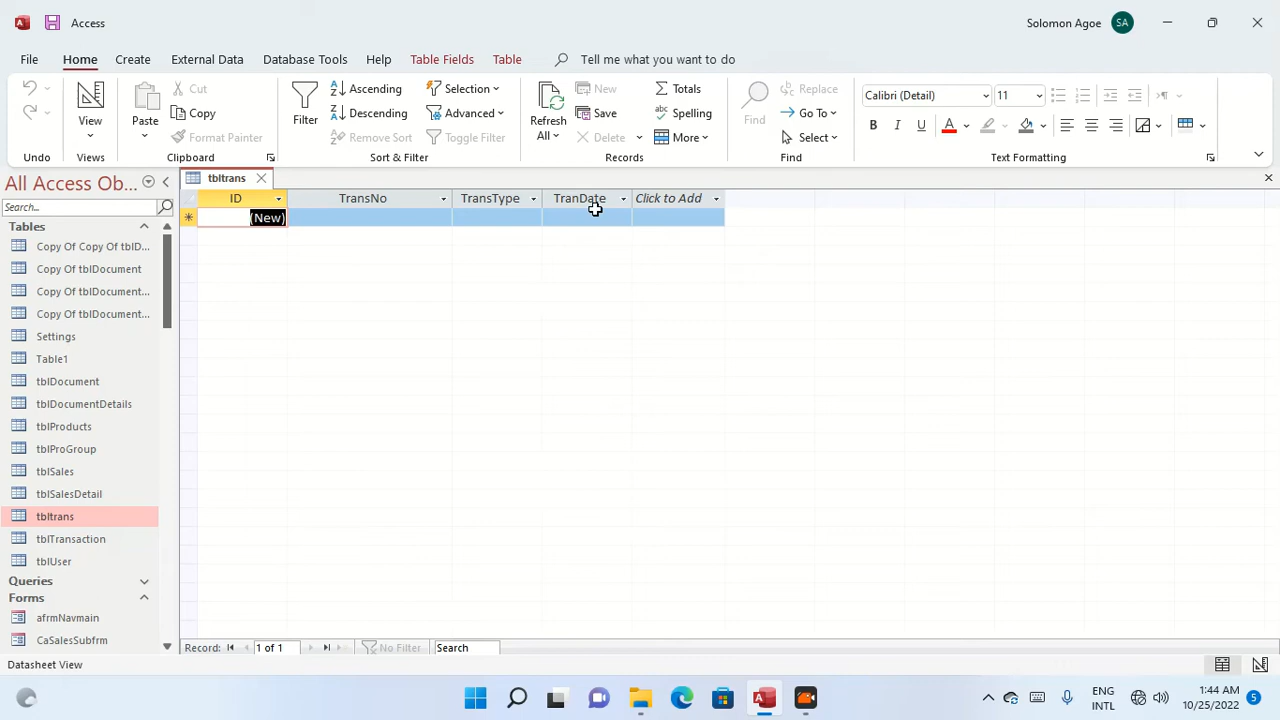 Access
Solomon Agoe SA
File Home Create External Data Database Tools Help Table Fields Table Tell me what you want to do
View
Views
Undo
Paste
Cut
Copy
Format Painter
Clipboard
Filter
Ascending
Descending
Remove Sort
Selection
Advanced
Toggle Filter
Sort & Filter
Refresh
All
New
Save
Delete
Totals
Spelling
More
Records
Find
Replace
Go To
Select
Find
Calibri (Detail) 11
B I U A
Text Formatting
All Access Ob...
Search...
Tables
Copy Of Copy Of tblD...
Copy Of tblDocument
Copy Of tblDocument...
Copy Of tblDocument...
Settings
Table1
tblDocument
tblDocumentDetails
tblProducts
tblProGroup
tblSales
tblSalesDetail
tbltrans
tblTransaction
tblUser
Queries
Forms
afrmNavmain
CaSalesSubfrm
tbltrans
ID TransNo TransType TranDate Click to Add
(New)
Record: 1 of 1 No Filter Search
Datasheet View
ENG
INTL
1:44 AM
10/25/2022
5